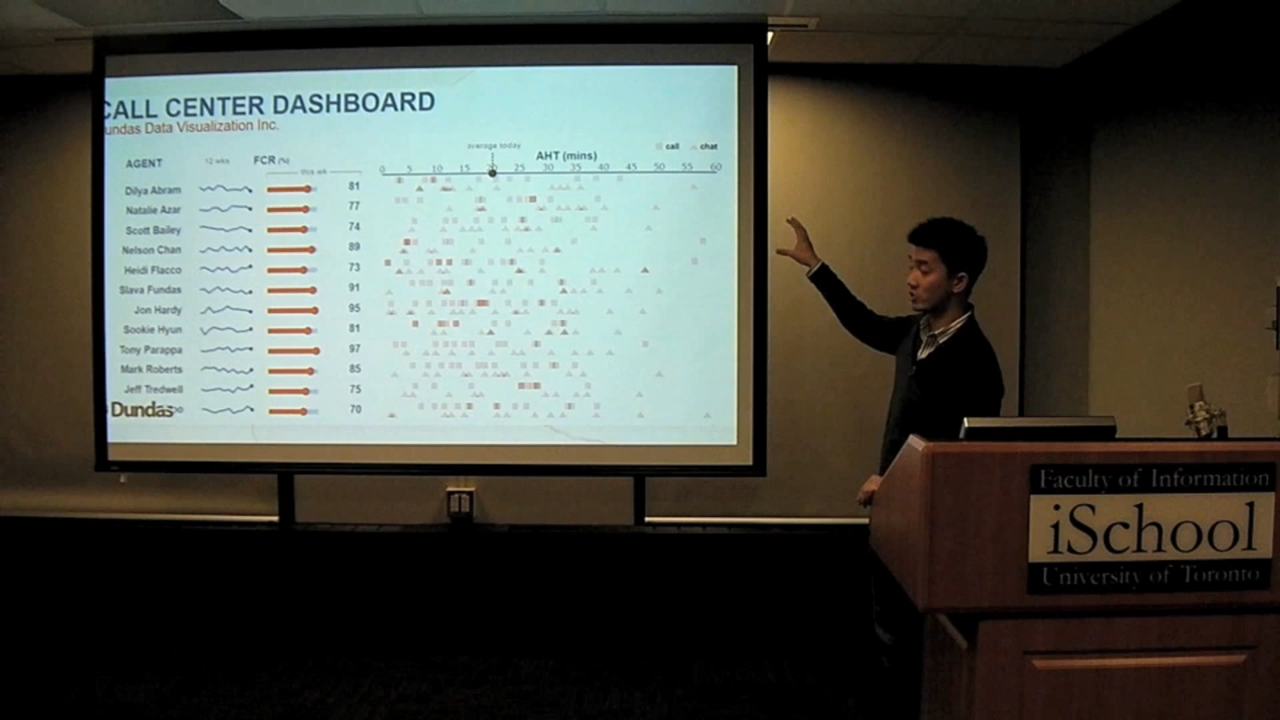 CALL CENTER DASHBOARD
undas Data Visualization Inc.
average today
AHT (mins)
call
chat
AGENT
12 wks
FCR (%)
this wk
0 5 10 15 20 25 30 35 40 45 50 55 60
Dilya Abram 81
Natalie Azar 77
Scott Bailey 74
Nelson Chan 89
Heidi Flacco 73
Slava Fundas 91
Jon Hardy 95
Sookie Hyun 81
Tony Parappa 97
Mark Roberts 85
Jeff Tredwell 75
Dundas 70
Faculty of Information
iSchool
University of Toronto